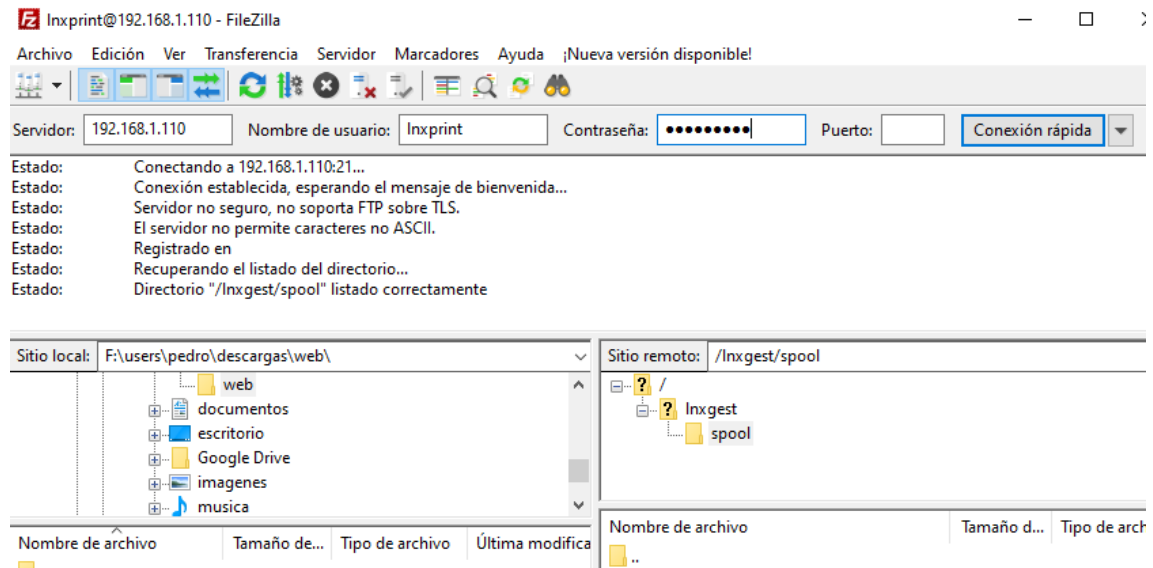 lnxprint@192.168.1.110 - FileZilla
Archivo Edición Ver Transferencia Servidor Marcadores Ayuda ¡Nueva versión disponible!
Servidor: 192.168.1.110 Nombre de usuario: lnxprint Contraseña: ●●●●●●●●● Puerto: Conexión rápida
Estado: Conectando a 192.168.1.110:21...
Estado: Conexión establecida, esperando el mensaje de bienvenida...
Estado: Servidor no seguro, no soporta FTP sobre TLS.
Estado: El servidor no permite caracteres no ASCII.
Estado: Registrado en
Estado: Recuperando el listado del directorio...
Estado: Directorio "/lnxgest/spool" listado correctamente
Sitio local: F:\users\pedro\descargas\web\
web
documentos
escritorio
Google Drive
imagenes
musica
Nombre de archivo Tamaño de... Tipo de archivo Última modifica
Sitio remoto: /lnxgest/spool
/
lnxgest
spool
Nombre de archivo Tamaño d... Tipo de arch
..